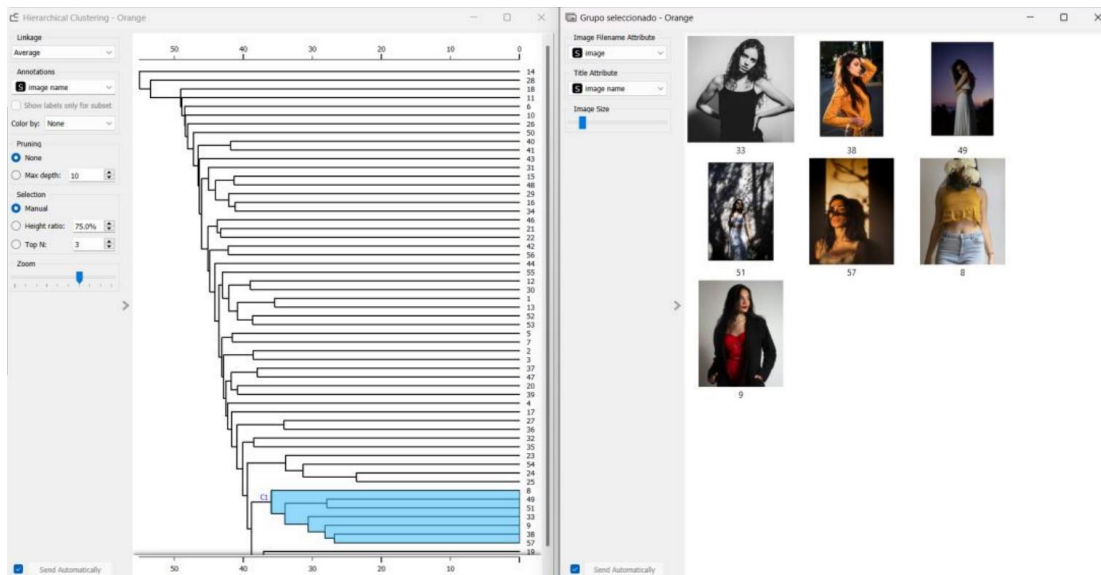 Hierarchical Clustering - Orange
Linkage
Average
Annotations
S image name
Show labels only for subset
Color by: None
Pruning
None
Max depth: 10
Selection
Manual
Height ratio: 75.0%
Top N: 3
Zoom
Send Automatically
50 40 30 20 10 0
14
28
18
11
6
10
26
50
40
41
43
31
15
48
29
16
34
46
21
22
42
56
44
55
12
30
1
13
52
53
5
7
2
3
37
47
20
39
4
17
27
36
32
35
23
54
24
25
C1
8
49
51
33
9
38
57
19
50 40 30 20 10 0
Grupo seleccionado - Orange
Image Filename Attribute
S image
Title Attribute
S image name
Image Size
Send Automatically
33 38 49
51 57 8
9